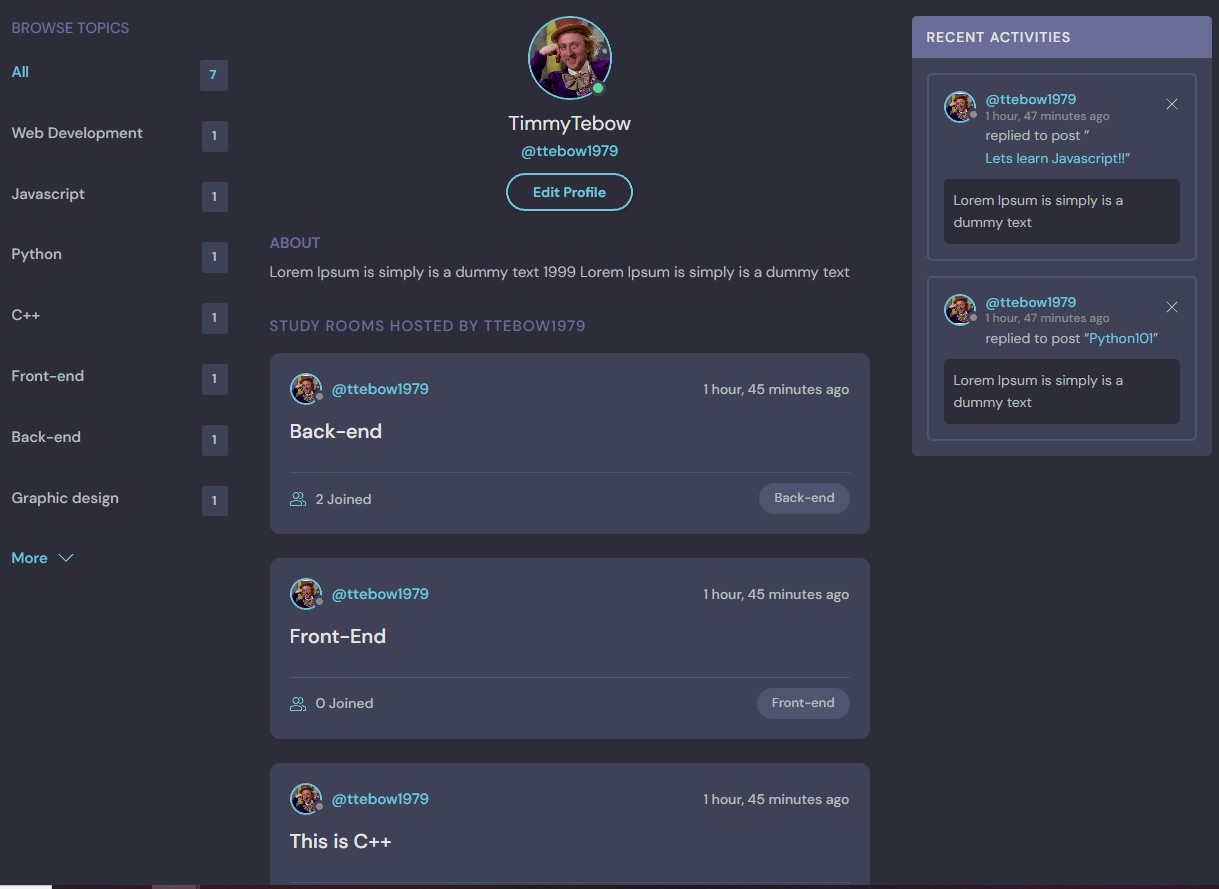 BROWSE TOPICS
All 7
Web Development 1
Javascript 1
Python 1
C++ 1
Front-end 1
Back-end 1
Graphic design 1
More
TimmyTebow
@ttebow1979
Edit Profile
ABOUT
Lorem Ipsum is simply is a dummy text 1999 Lorem Ipsum is simply is a dummy text
STUDY ROOMS HOSTED BY TTEBOW1979
@ttebow1979 1 hour, 45 minutes ago
Back-end
2 Joined Back-end
@ttebow1979 1 hour, 45 minutes ago
Front-End
0 Joined Front-end
@ttebow1979 1 hour, 45 minutes ago
This is C++
RECENT ACTIVITIES
@ttebow1979
1 hour, 47 minutes ago
replied to post “
Lets learn Javascript!!”
Lorem Ipsum is simply is a
dummy text
@ttebow1979
1 hour, 47 minutes ago
replied to post “Python101”
Lorem Ipsum is simply is a
dummy text